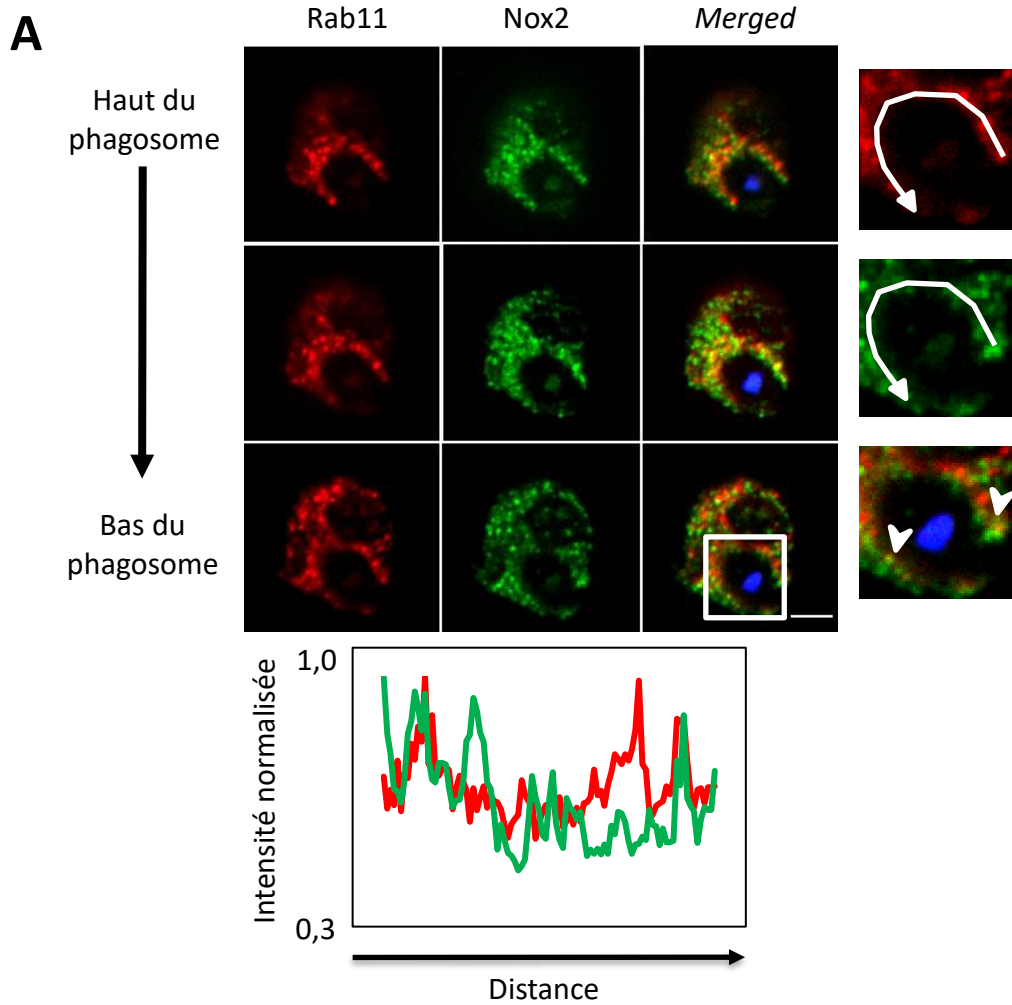 A
Rab11
Nox2
Merged
Haut du
phagosome
Bas du
phagosome
Intensité normalisée
1,0
0,3
Distance